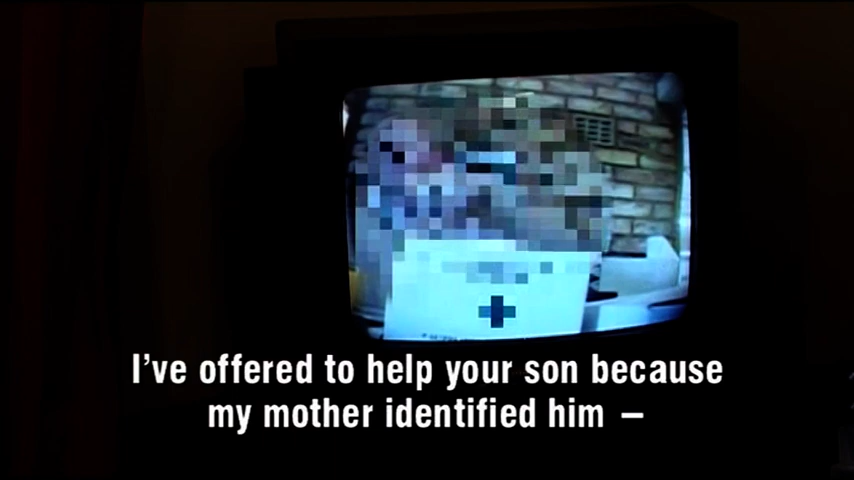 I've offered to help your son because
my mother identified him –